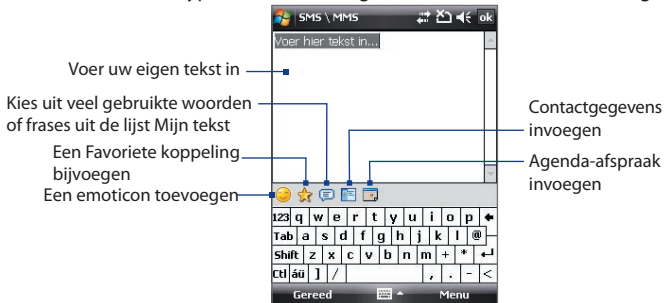 SMS \ MMS
ok
Voer hier tekst in...
Voer uw eigen tekst in
Kies uit veel gebruikte woorden
of frases uit de lijst Mijn tekst
Een Favoriete koppeling
bijvoegen
Een emoticon toevoegen
Contactgegevens
invoegen
Agenda-afspraak
invoegen
123 q w e r t y u i o p
Tab a s d f g h j k l @
Shift z x c v b n m + *
Ctl áü ] / , . - <
Gereed Menu